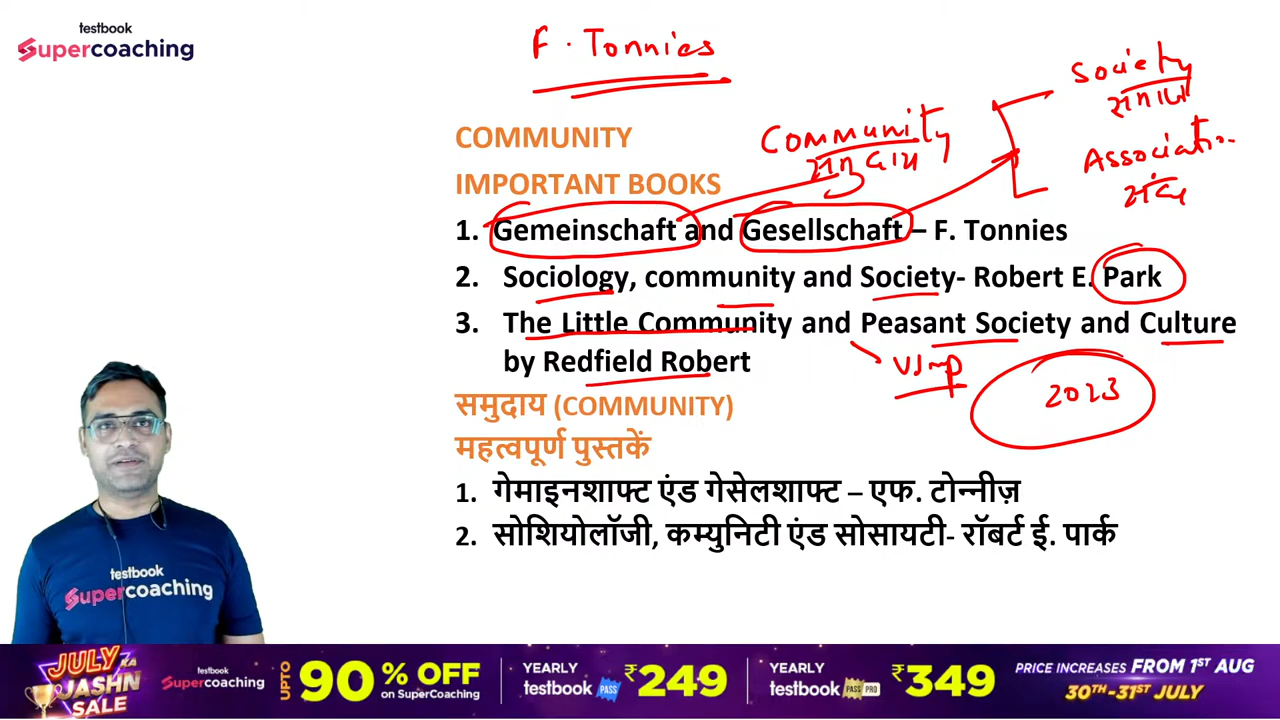 testbook
Supercoaching
F. Tonnies
Society
समाज
Community
समुदाय
Association
संघ
COMMUNITY
IMPORTANT BOOKS
1. Gemeinschaft and Gesellschaft – F. Tonnies
2. Sociology, community and Society- Robert E. Park
3. The Little Community and Peasant Society and Culture
by Redfield Robert
VImp
2023
समुदाय (COMMUNITY)
महत्वपूर्ण पुस्तकें
1. गेमाइनशाफ्ट एंड गेसेलशाफ्ट – एफ. टोन्नीज़
2. सोशियोलॉजी, कम्युनिटी एंड सोसायटी- रॉबर्ट ई. पार्क
testbook
Supercoaching
JULY KA
JASHN
SALE
testbook
Supercoaching
UPTO 90% OFF
on SuperCoaching
YEARLY
testbook PASS
₹249
YEARLY
testbook PASS PRO
₹349
PRICE INCREASES FROM 1ST AUG
30TH-31ST JULY